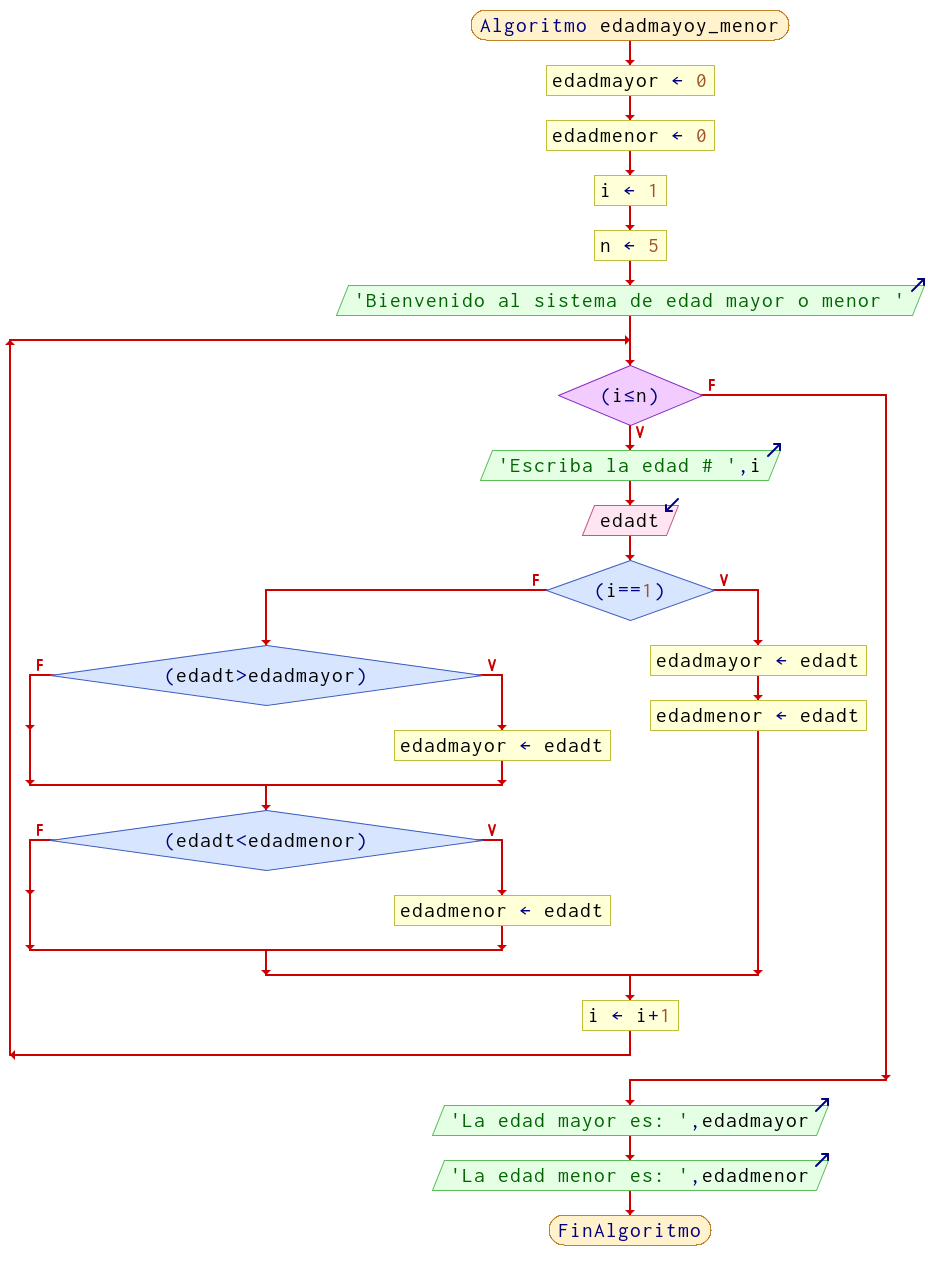 Algoritmo edadmayoy_menor
edadmayor ← 0
edadmenor ← 0
i ← 1
n ← 5
'Bienvenido al sistema de edad mayor o menor '
(i≤n)
F
V
'Escriba la edad # ',i
edadt
(i==1)
F
V
(edadt>edadmayor)
F
V
edadmayor ← edadt
edadmayor ← edadt
edadmenor ← edadt
(edadt<edadmenor)
F
V
edadmenor ← edadt
i ← i+1
'La edad mayor es: ',edadmayor
'La edad menor es: ',edadmenor
FinAlgoritmo